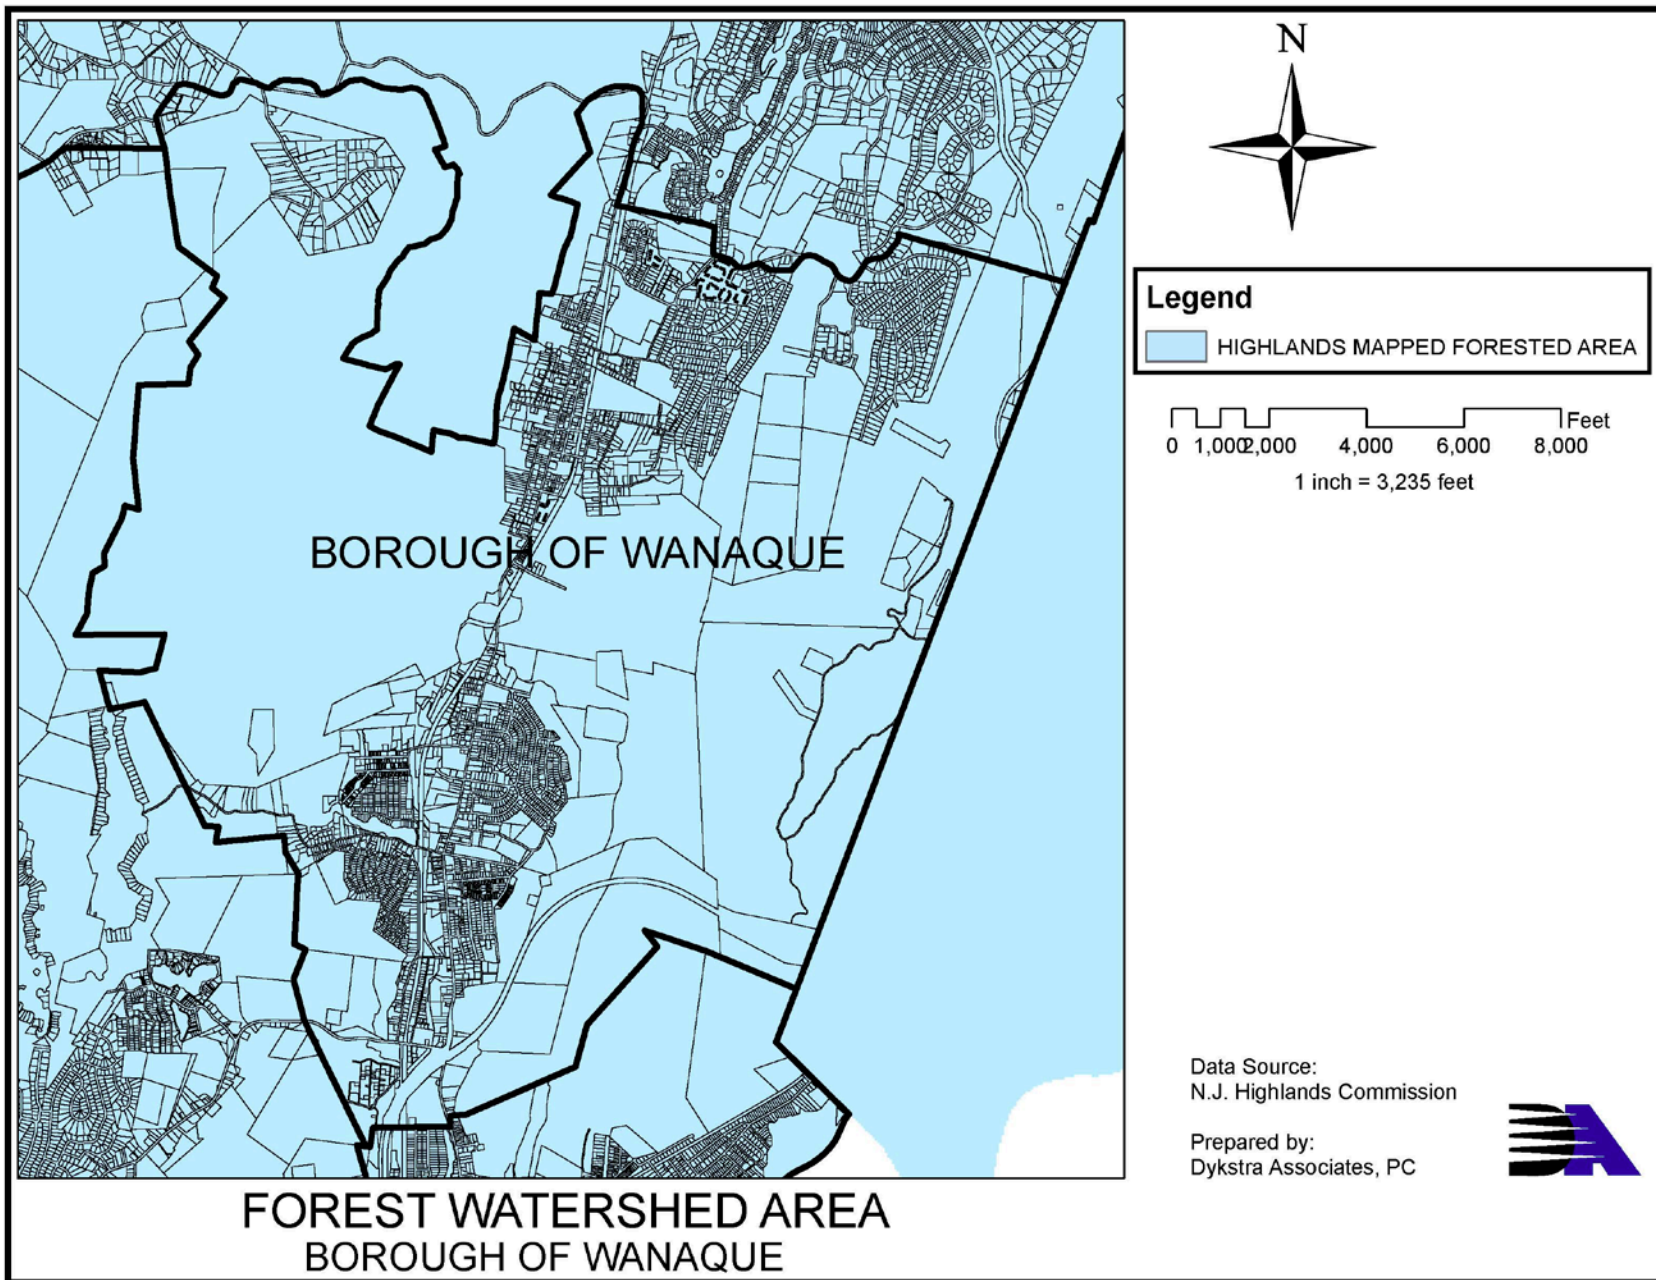 N
Legend
HIGHLANDS MAPPED FORESTED AREA
Feet
0 1,000 2,000 4,000 6,000 8,000
1 inch = 3,235 feet
BOROUGH OF WANAQUE
Data Source:
N.J. Highlands Commission
Prepared by:
Dykstra Associates, PC
DA
FOREST WATERSHED AREA
BOROUGH OF WANAQUE